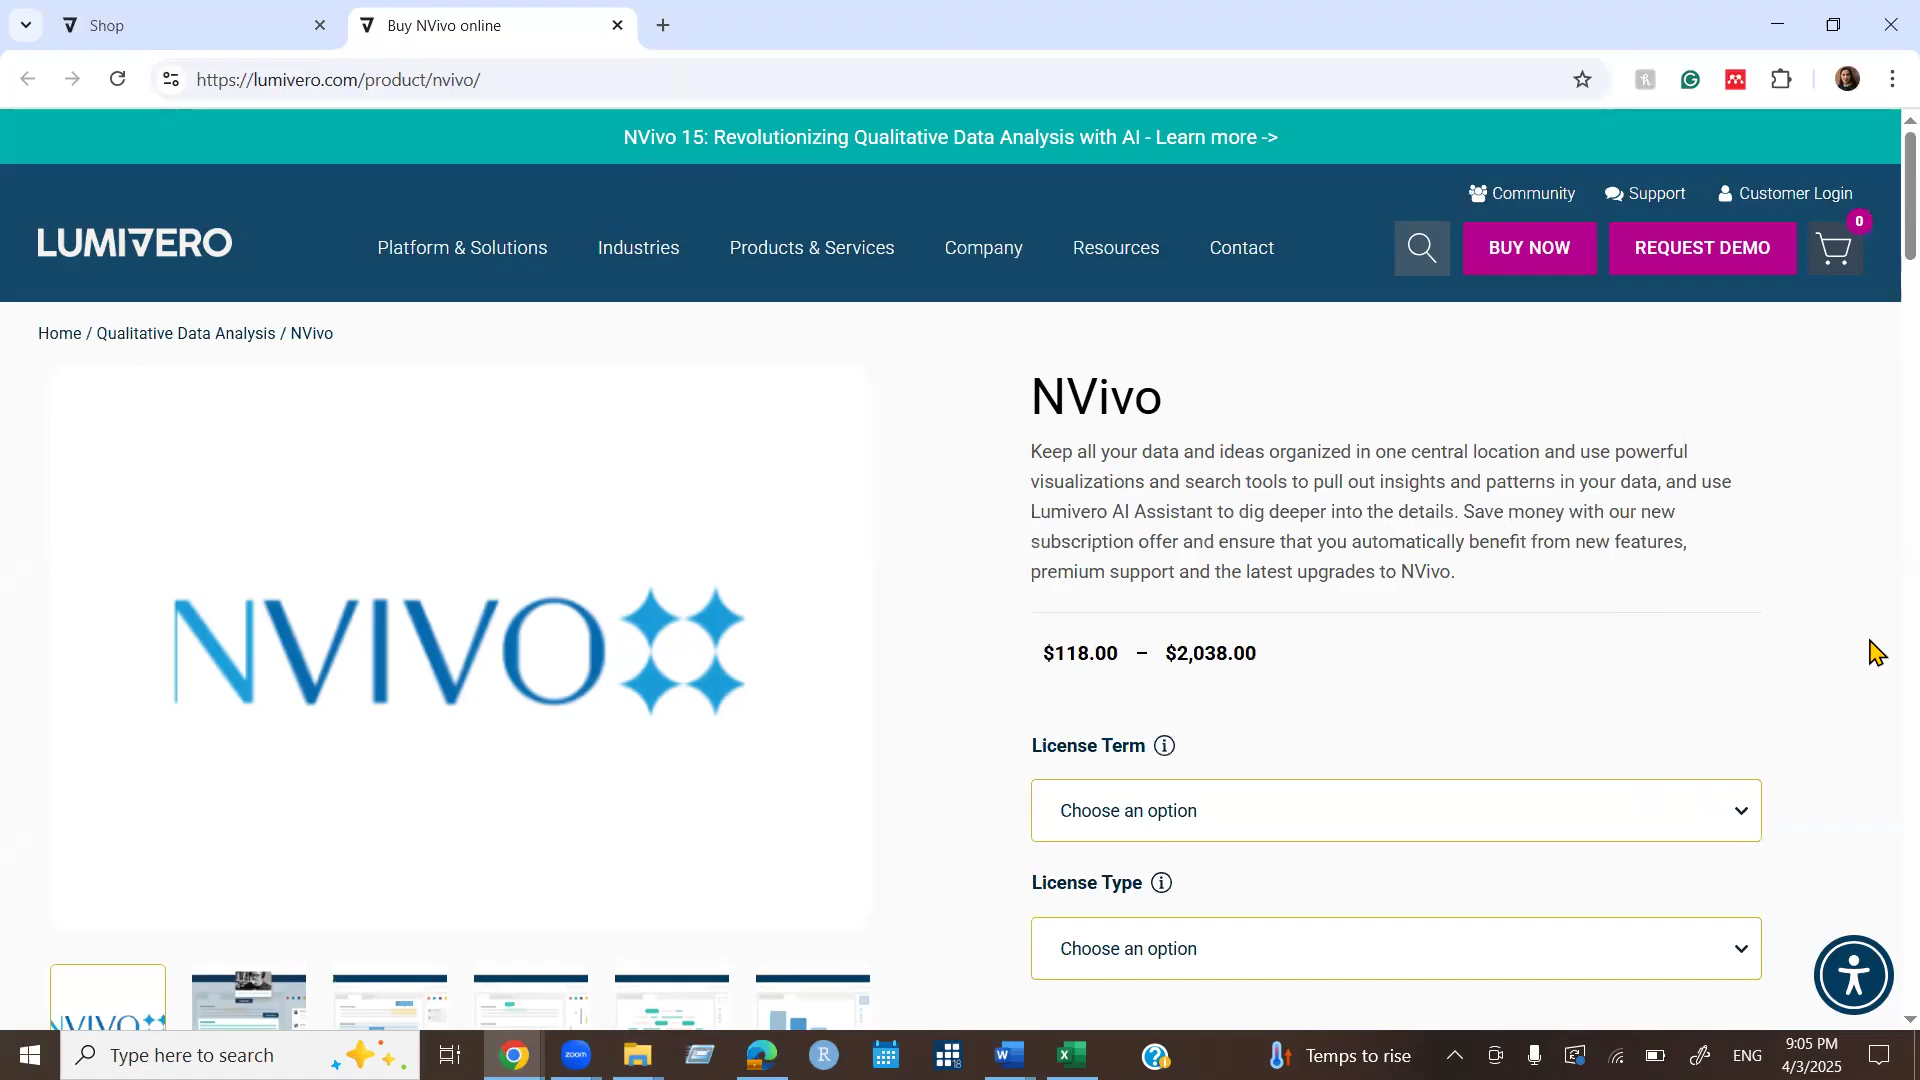 Shop
Buy NVivo online
https://lumivero.com/product/nvivo/
NVivo 15: Revolutionizing Qualitative Data Analysis with AI - Learn more ->
Community
Support
Customer Login
0
LUMIVERO
Platform & Solutions
Industries
Products & Services
Company
Resources
Contact
BUY NOW
REQUEST DEMO
Home / Qualitative Data Analysis / NVivo
NVIVO
NVivo
Keep all your data and ideas organized in one central location and use powerful
visualizations and search tools to pull out insights and patterns in your data, and use
Lumivero AI Assistant to dig deeper into the details. Save money with our new
subscription offer and ensure that you automatically benefit from new features,
premium support and the latest upgrades to NVivo.
$118.00 – $2,038.00
License Term
Choose an option
License Type
Choose an option
NVIVO
Type here to search
zoom
R
18
W
X
Temps to rise
ENG
9:05 PM
4/3/2025